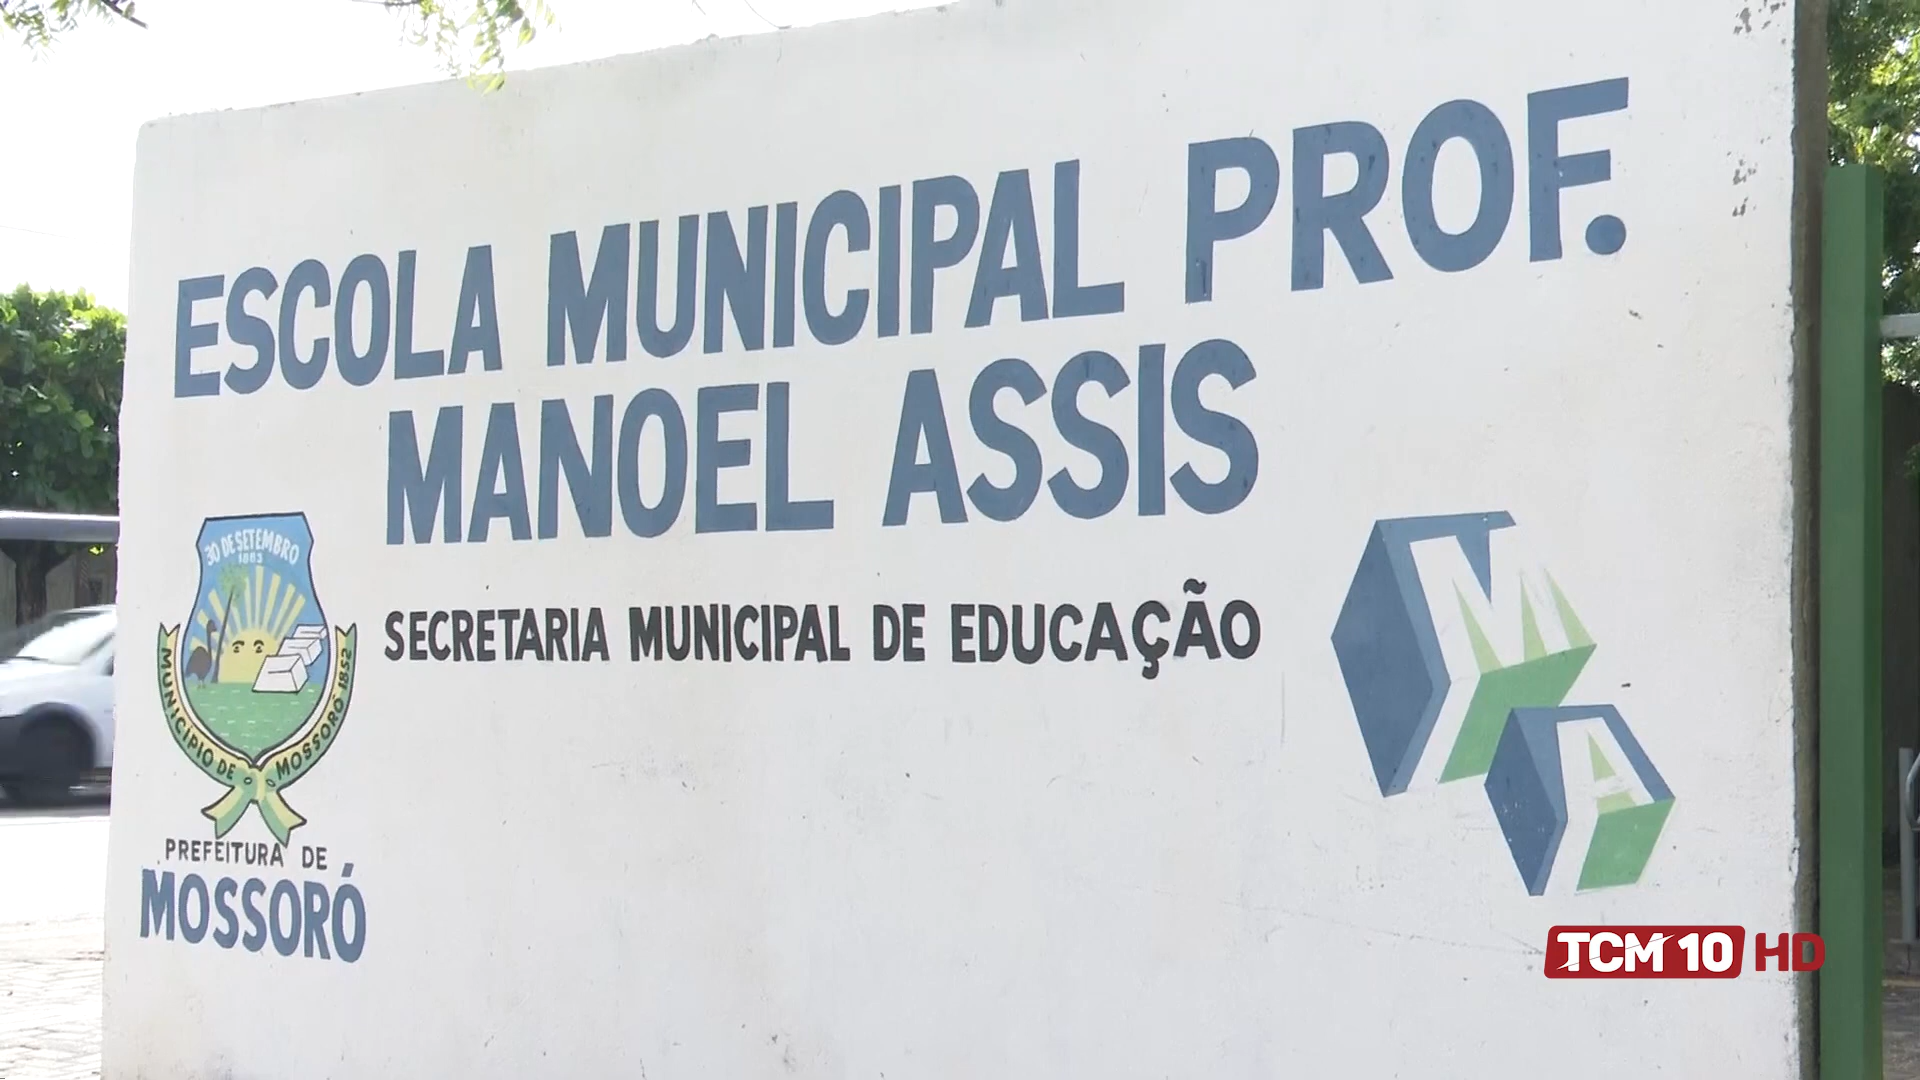 ESCOLA MUNICIPAL PROF.
MANOEL ASSIS
SECRETARIA MUNICIPAL DE EDUCAÇÃO
30 DE SETEMBRO
1883
MUNICÍPIO DE MOSSORÓ 1852
PREFEITURA DE
MOSSORÓ
M
A
TCM 10 HD